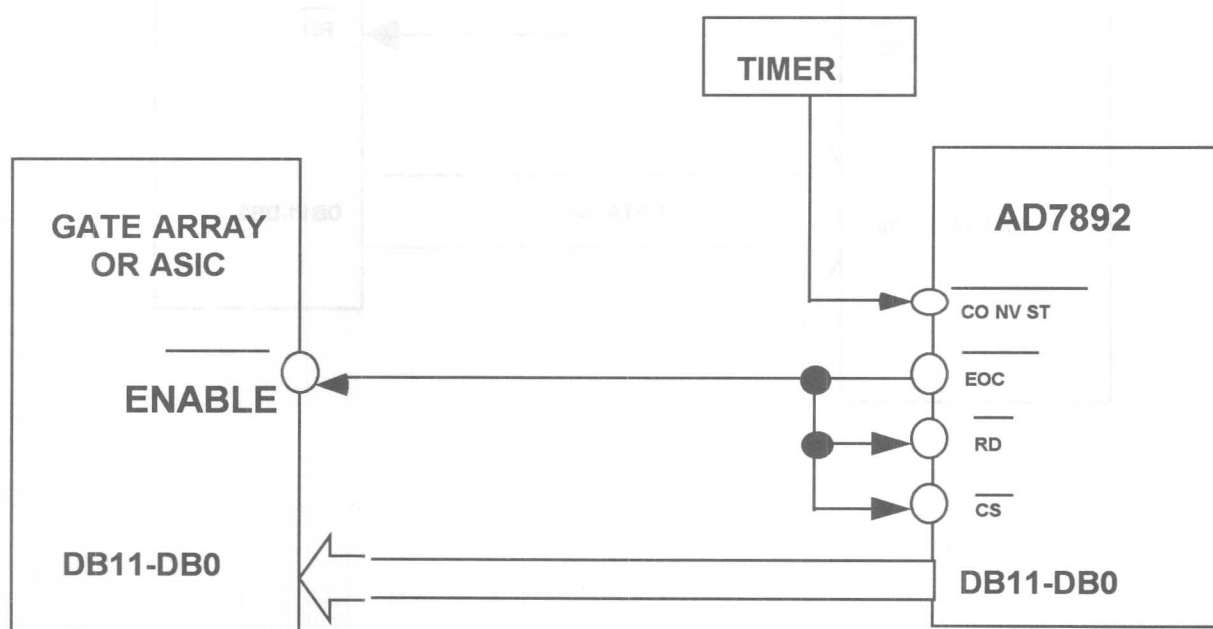 TIMER
GATE ARRAY
OR ASIC
AD7892
CO NV ST
ENABLE
EOC
RD
CS
DB11-DB0
DB11-DB0